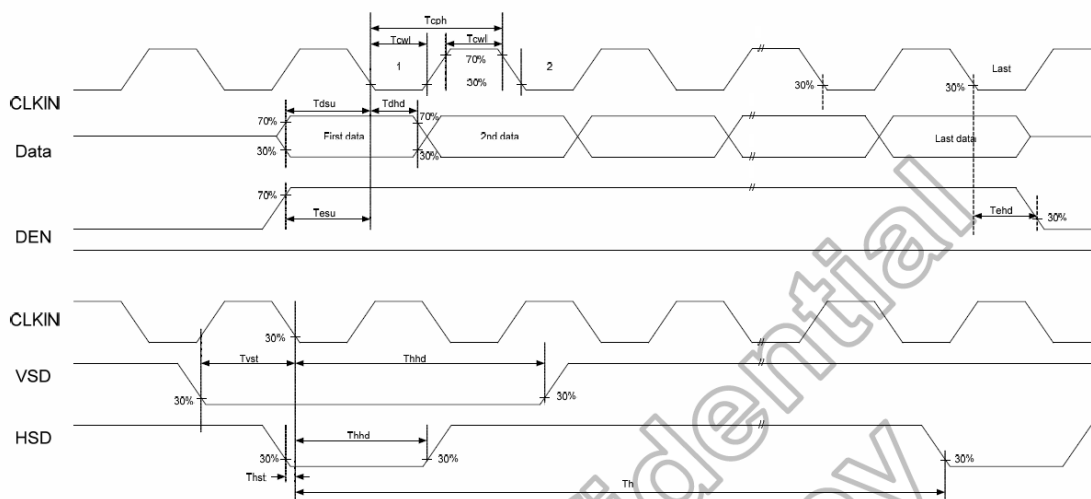 Tcph
Tcwl Tcwl
1 70% 2 Last
30% 30% 30%
CLKIN
Tdsu Tdhd
70% 70%
First data 2nd data Last data
Data
30% 30%
70%
Tesu Tehd
30%
DEN
CLKIN
30%
Tvst Thhd
VSD
30% 30%
HSD
Thhd
30% 30% 30%
Thst
Th